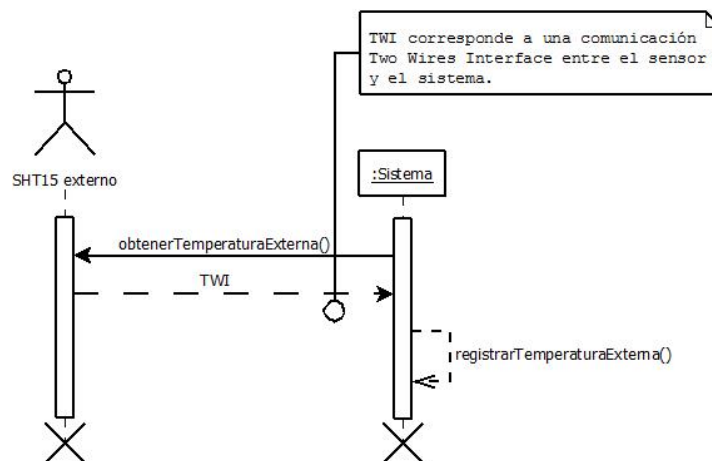 TWI corresponde a una comunicación
Two Wires Interface entre el sensor
y el sistema.
SHT15 externo
:Sistema
obtenerTemperaturaExterna()
TWI
registrarTemperaturaExterna()